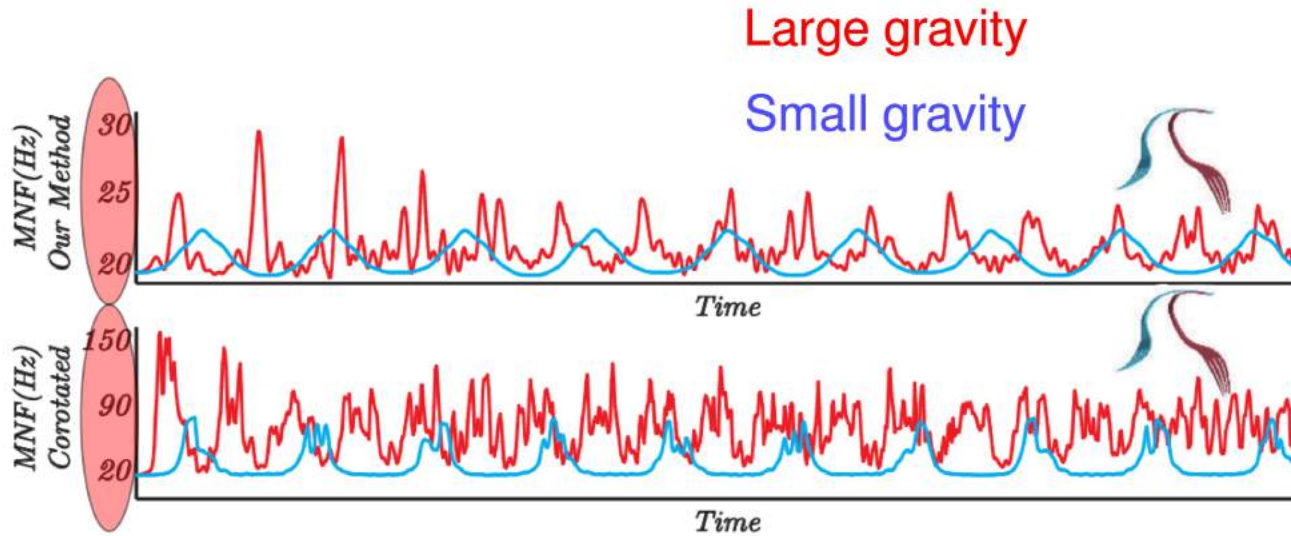 Large gravity
Small gravity
MNF(Hz)
Our Method
30
25
20
Time
MNF(Hz)
Corotated
150
90
20
Time